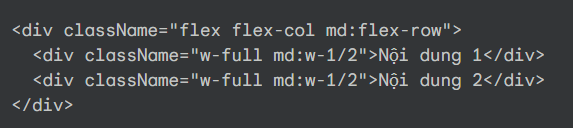 <div className="flex flex-col md:flex-row">
  <div className="w-full md:w-1/2">Nội dung 1</div>
  <div className="w-full md:w-1/2">Nội dung 2</div>
</div>